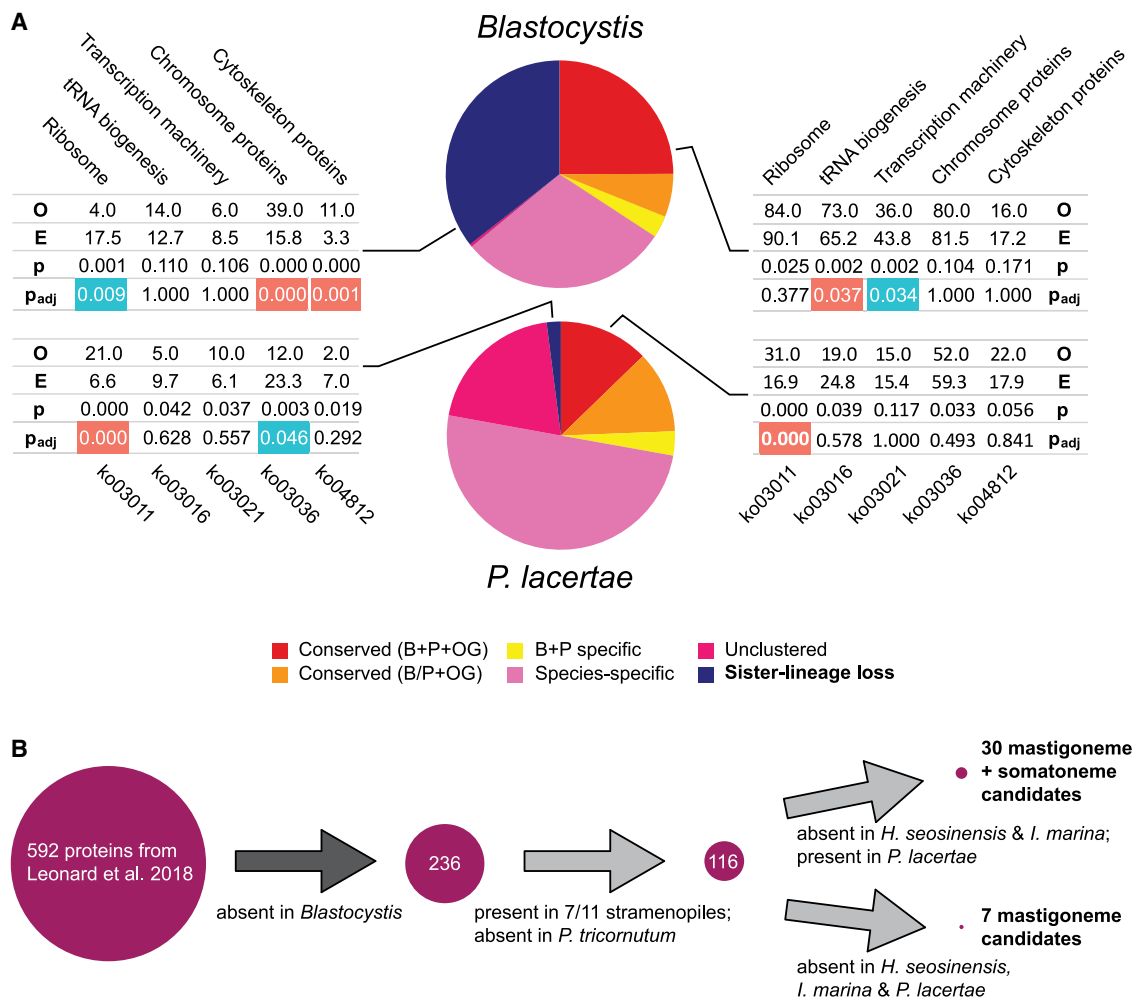 A
Blastocystis
Ribosome
tRNA biogenesis
Transcription machinery
Chromosome proteins
Cytoskeleton proteins
O 4.0 14.0 6.0 39.0 11.0
E 17.5 12.7 8.5 15.8 3.3
p 0.001 0.110 0.106 0.000 0.000
padj 0.009 1.000 1.000 0.000 0.001
O 21.0 5.0 10.0 12.0 2.0
E 6.6 9.7 6.1 23.3 7.0
p 0.000 0.042 0.037 0.003 0.019
padj 0.000 0.628 0.557 0.046 0.292
ko03011
ko03016
ko03021
ko03036
ko04812
Ribosome
tRNA biogenesis
Transcription machinery
Chromosome proteins
Cytoskeleton proteins
84.0 73.0 36.0 80.0 16.0 O
90.1 65.2 43.8 81.5 17.2 E
0.025 0.002 0.002 0.104 0.171 p
0.377 0.037 0.034 1.000 1.000 padj
31.0 19.0 15.0 52.0 22.0 O
16.9 24.8 15.4 59.3 17.9 E
0.000 0.039 0.117 0.033 0.056 p
0.000 0.578 1.000 0.493 0.841 padj
ko03011
ko03016
ko03021
ko03036
ko04812
P. lacertae
Conserved (B+P+OG)
B+P specific
Unclustered
Conserved (B/P+OG)
Species-specific
Sister-lineage loss
B
592 proteins from
Leonard et al. 2018
absent in Blastocystis
236
present in 7/11 stramenopiles;
absent in P. tricornutum
116
30 mastigoneme
+ somatoneme
candidates
absent in H. seosinensis & I. marina;
present in P. lacertae
7 mastigoneme
candidates
absent in H. seosinensis,
I. marina & P. lacertae